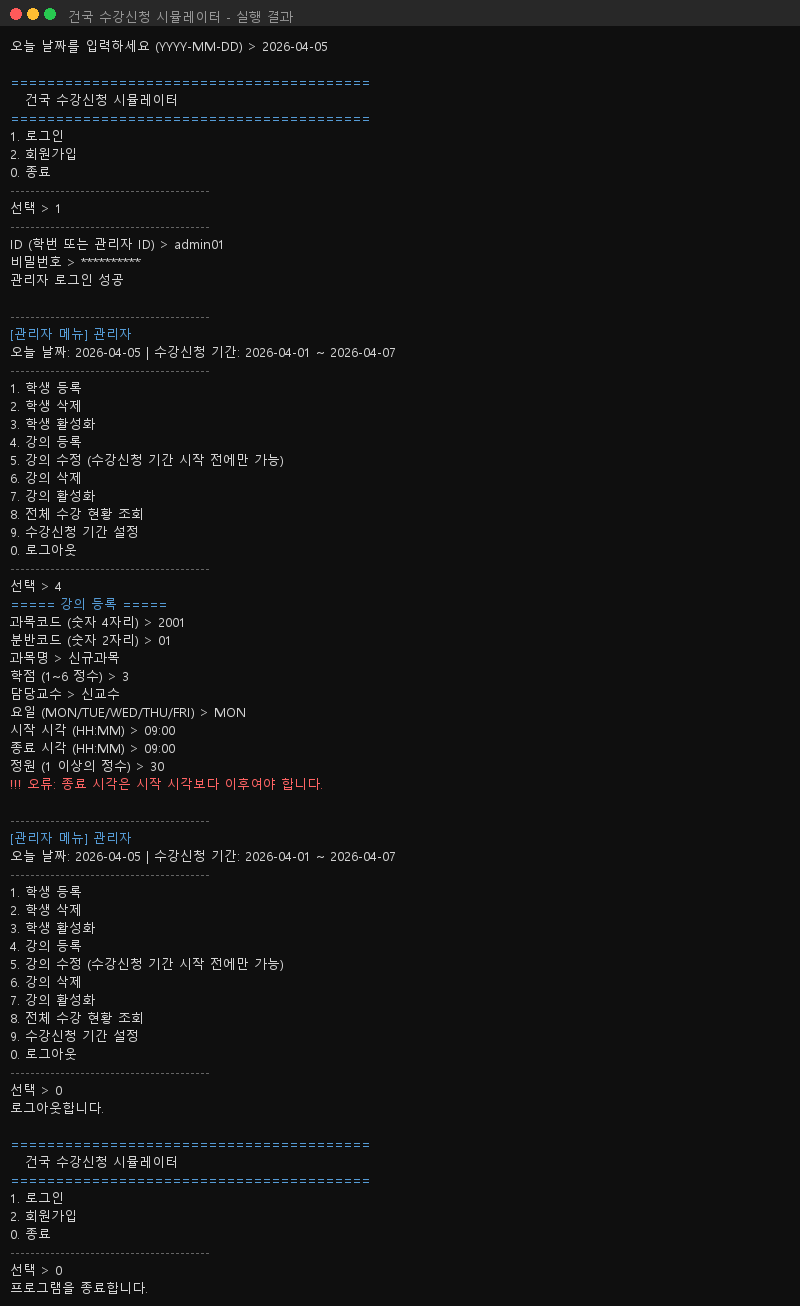 건국 수강신청 시뮬레이터 - 실행 결과
오늘 날짜를 입력하세요 (YYYY-MM-DD) > 2026-04-05
========================================
건국 수강신청 시뮬레이터
========================================
1. 로그인
2. 회원가입
0. 종료
----------------------------------------
선택 > 1
----------------------------------------
ID (학번 또는 관리자 ID) > admin01
비밀번호 > **********
관리자 로그인 성공
----------------------------------------
[관리자 메뉴] 관리자
오늘 날짜: 2026-04-05 | 수강신청 기간: 2026-04-01 ~ 2026-04-07
----------------------------------------
1. 학생 등록
2. 학생 삭제
3. 학생 활성화
4. 강의 등록
5. 강의 수정 (수강신청 기간 시작 전에만 가능)
6. 강의 삭제
7. 강의 활성화
8. 전체 수강 현황 조회
9. 수강신청 기간 설정
0. 로그아웃
----------------------------------------
선택 > 4
===== 강의 등록 =====
과목코드 (숫자 4자리) > 2001
분반코드 (숫자 2자리) > 01
과목명 > 신규과목
학점 (1~6 정수) > 3
담당교수 > 신교수
요일 (MON/TUE/WED/THU/FRI) > MON
시작 시각 (HH:MM) > 09:00
종료 시각 (HH:MM) > 09:00
정원 (1 이상의 정수) > 30
!!! 오류: 종료 시각은 시작 시각보다 이후여야 합니다.
----------------------------------------
[관리자 메뉴] 관리자
오늘 날짜: 2026-04-05 | 수강신청 기간: 2026-04-01 ~ 2026-04-07
----------------------------------------
1. 학생 등록
2. 학생 삭제
3. 학생 활성화
4. 강의 등록
5. 강의 수정 (수강신청 기간 시작 전에만 가능)
6. 강의 삭제
7. 강의 활성화
8. 전체 수강 현황 조회
9. 수강신청 기간 설정
0. 로그아웃
----------------------------------------
선택 > 0
로그아웃합니다.
========================================
건국 수강신청 시뮬레이터
========================================
1. 로그인
2. 회원가입
0. 종료
----------------------------------------
선택 > 0
프로그램을 종료합니다.